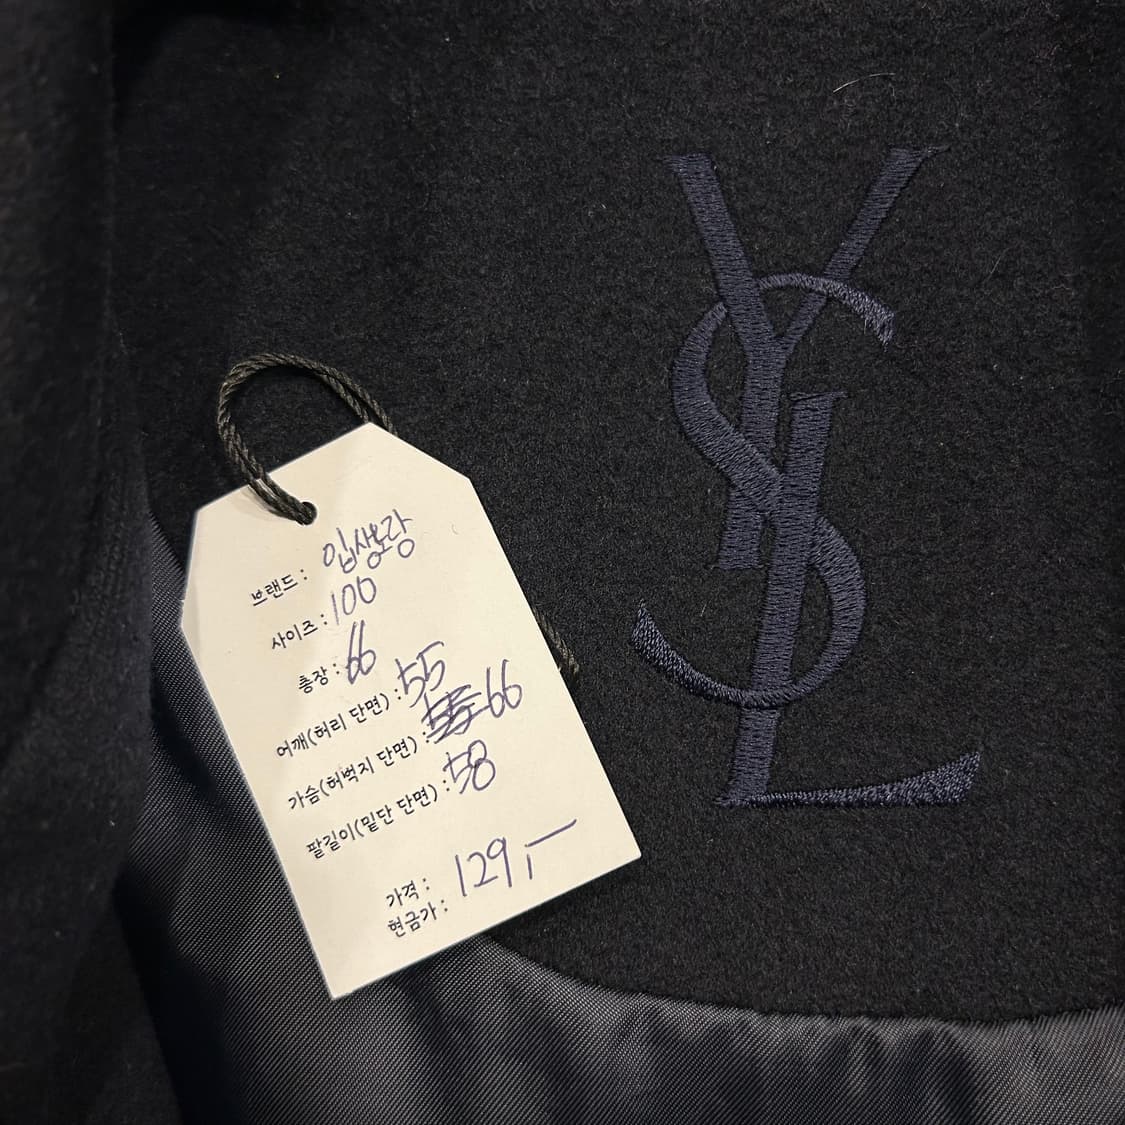 브랜드 : 입생로랑
사이즈 : 100
총장 : 66
어깨(허리 단면) : 55
가슴(허벅지 단면) : 66
팔길이(밑단 단면) : 58
가격 :
현금가 : 129,—
YSL